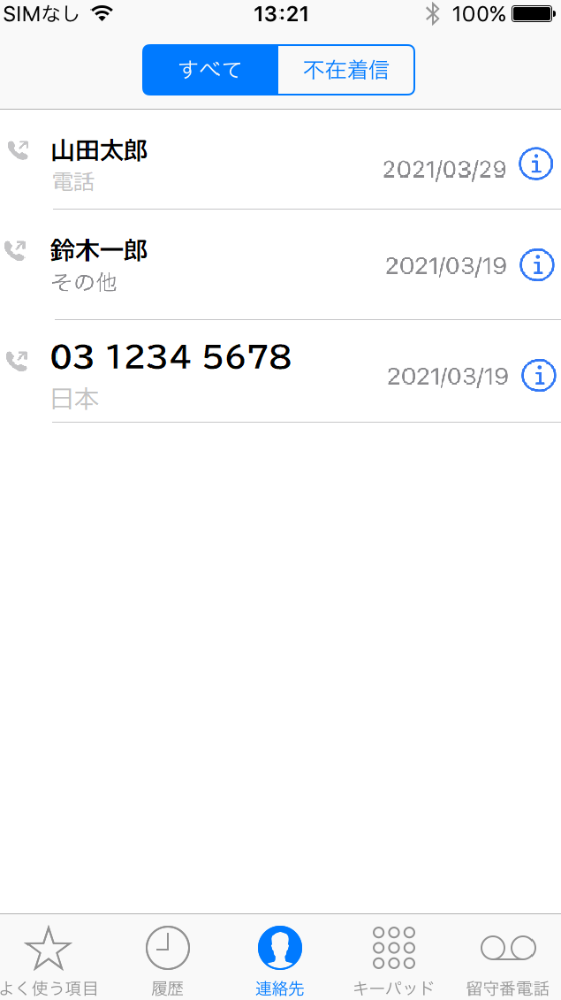 SIMなし 13:21 100%
すべて 不在着信
山田太郎
電話 2021/03/29
鈴木一郎
その他 2021/03/19
03 1234 5678
日本 2021/03/19
よく使う項目 履歴 連絡先 キーパッド 留守番電話